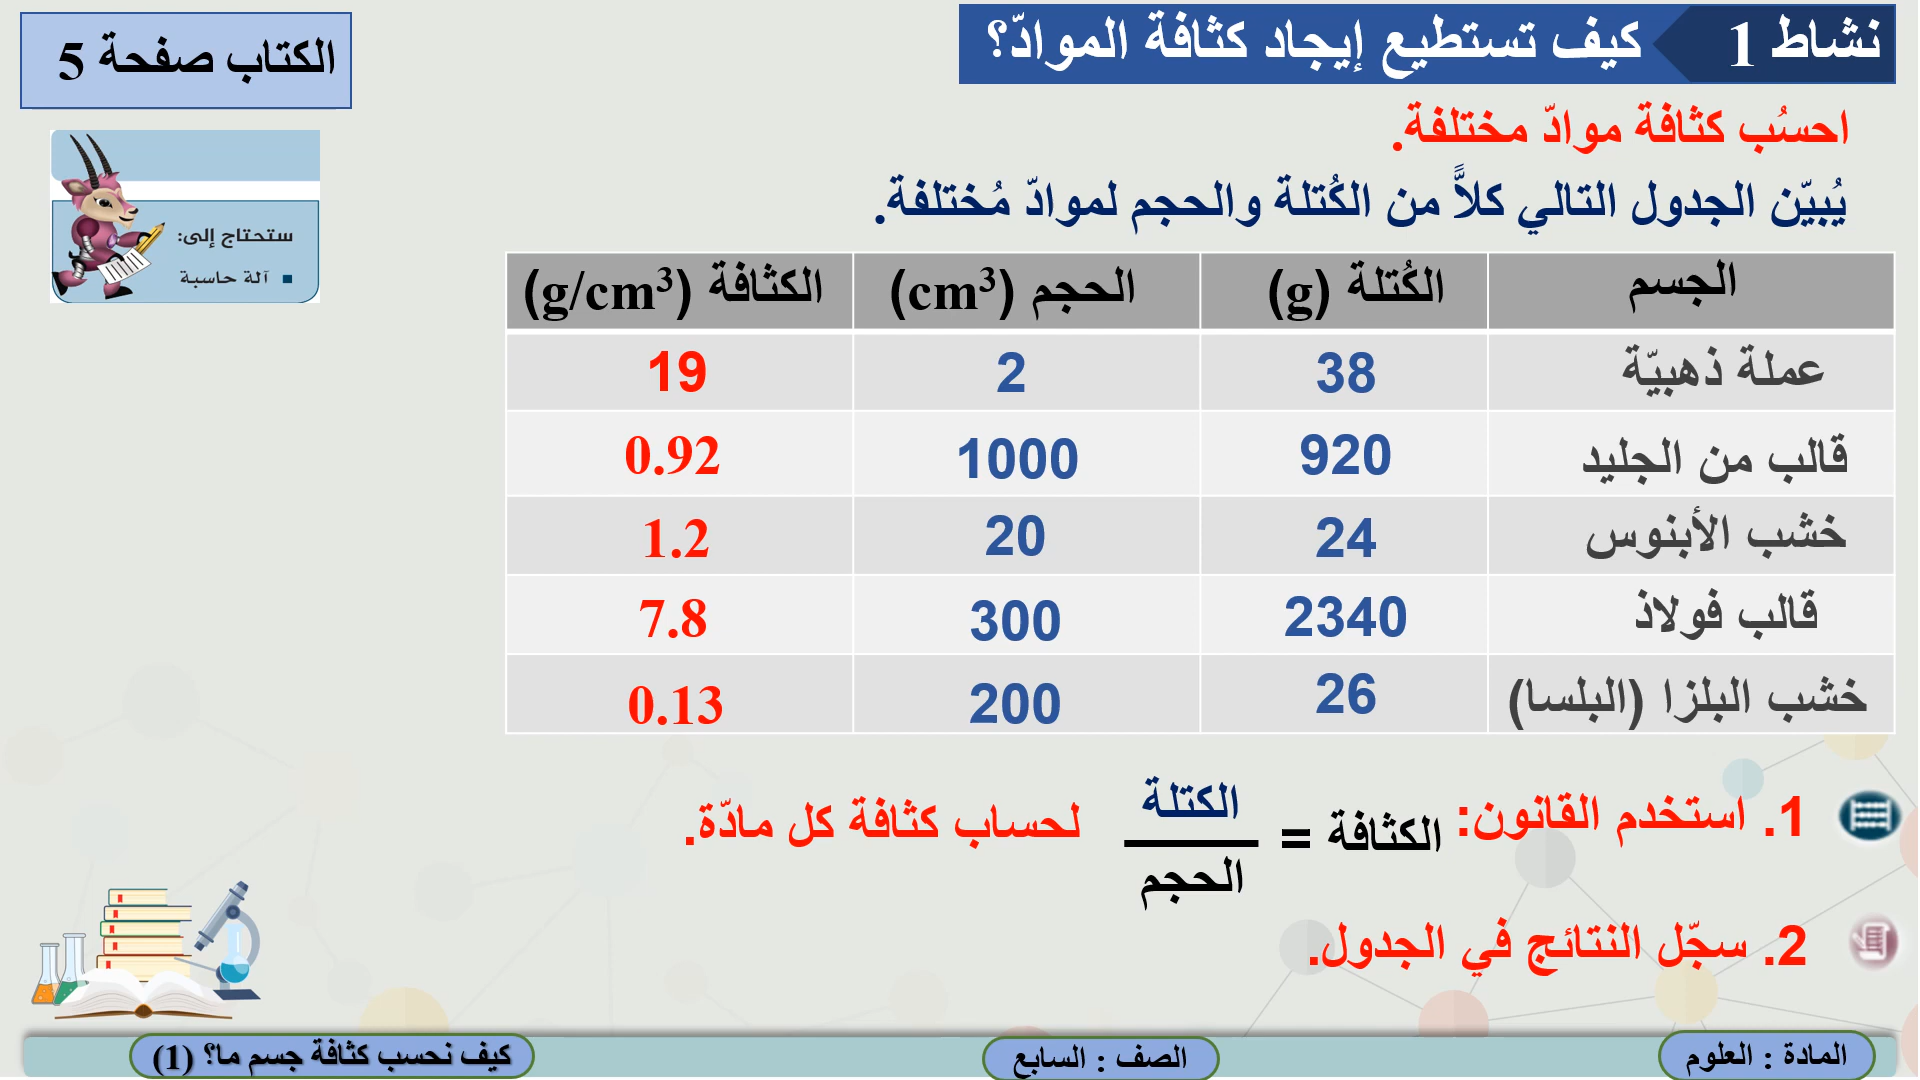 نشاط 1 كيف تستطيع إيجاد كثافة الموادّ؟
الكتاب صفحة 5
احسُب كثافة موادّ مختلفة.
يُبيّن الجدول التالي كلاًّ من الكُتلة والحجم لموادّ مُختلفة.
ستحتاج إلى:
▪ آلة حاسبة
الجسم الكُتلة (g) الحجم (cm³) الكثافة (g/cm³)
عملة ذهبيّة 38 2 19
قالب من الجليد 920 1000 0.92
خشب الأبنوس 24 20 1.2
قالب فولاذ 2340 300 7.8
خشب البلزا (البلسا) 26 200 0.13
1. استخدم القانون: الكثافة = الكتلة لحساب كثافة كل مادّة.
الحجم
2. سجّل النتائج في الجدول.
المادة : العلوم الصف : السابع كيف نحسب كثافة جسم ما؟ (1)